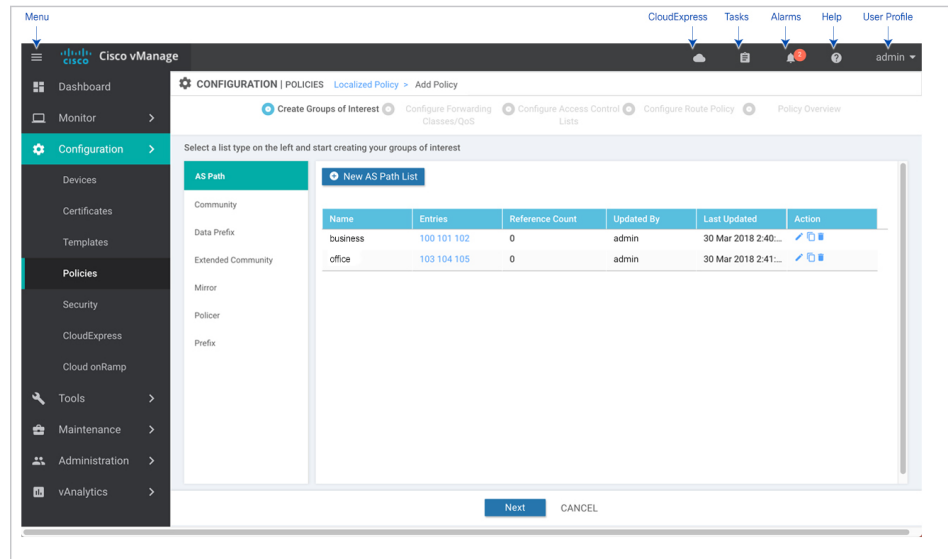 Menu
CloudExpress Tasks Alarms Help User Profile
cisco Cisco vManage
2
admin
Dashboard
Monitor
Configuration
Devices
Certificates
Templates
Policies
Security
CloudExpress
Cloud onRamp
Tools
Maintenance
Administration
vAnalytics
CONFIGURATION | POLICIES Localized Policy > Add Policy
Create Groups of Interest
Configure Forwarding
Classes/QoS
Configure Access Control
Lists
Configure Route Policy
Policy Overview
Select a list type on the left and start creating your groups of interest
AS Path
Community
Data Prefix
Extended Community
Mirror
Policer
Prefix
New AS Path List
Name Entries Reference Count Updated By Last Updated Action
business 100 101 102 0 admin 30 Mar 2018 2:40:...
office 103 104 105 0 admin 30 Mar 2018 2:41:...
Next CANCEL